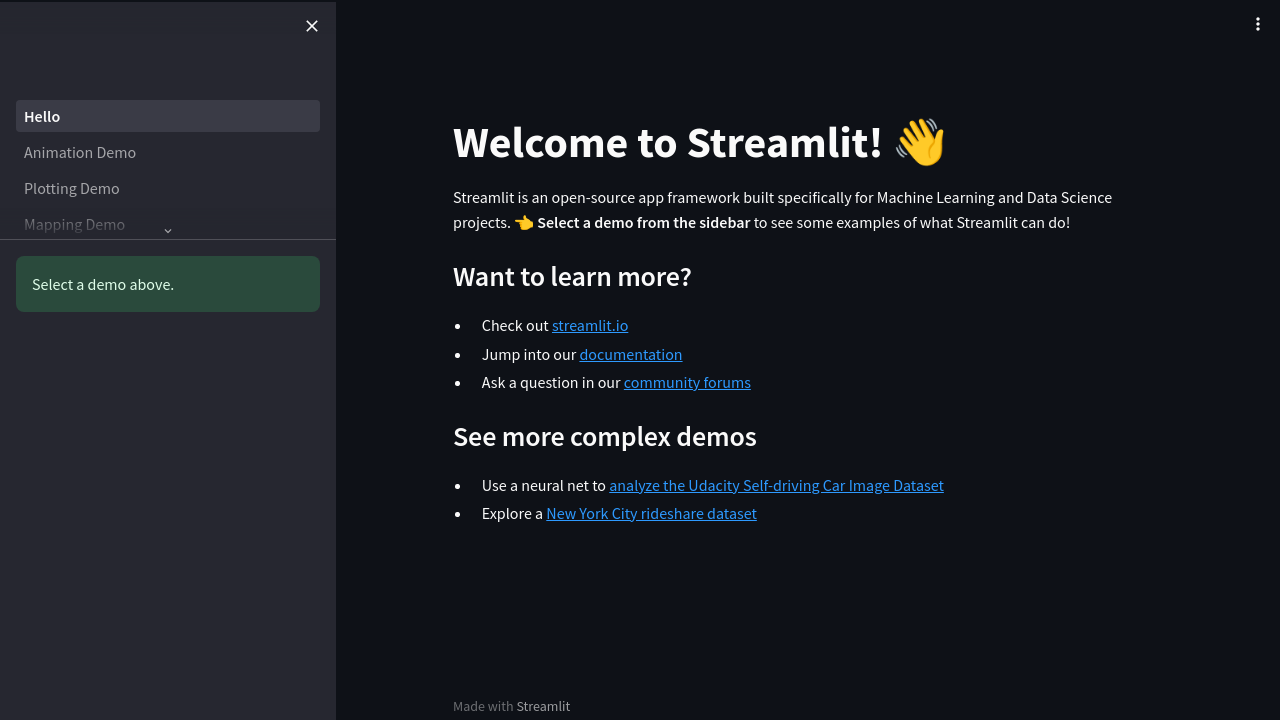 Hello
Animation Demo
Plotting Demo
Mapping Demo
Select a demo above.
Welcome to Streamlit! 👋
Streamlit is an open-source app framework built specifically for Machine Learning and Data Science
projects. 👈 Select a demo from the sidebar to see some examples of what Streamlit can do!
Want to learn more?
• Check out streamlit.io
• Jump into our documentation
• Ask a question in our community forums
See more complex demos
• Use a neural net to analyze the Udacity Self-driving Car Image Dataset
• Explore a New York City rideshare dataset
Made with Streamlit